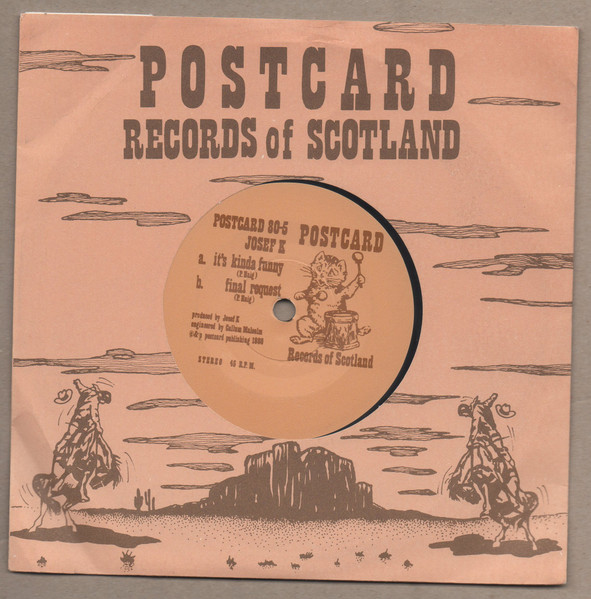 POSTCARD
RECORDS of SCOTLAND
POSTCARD 80-5
JOSEF K
a. it's kinda funny
(P. Haig)
b. final request
(P. Haig)
produced by Josef K
engineered by Callum Malcolm
© ℗ postcard publishing 1980
STEREO 45 R.P.M.
POSTCARD
Records of Scotland